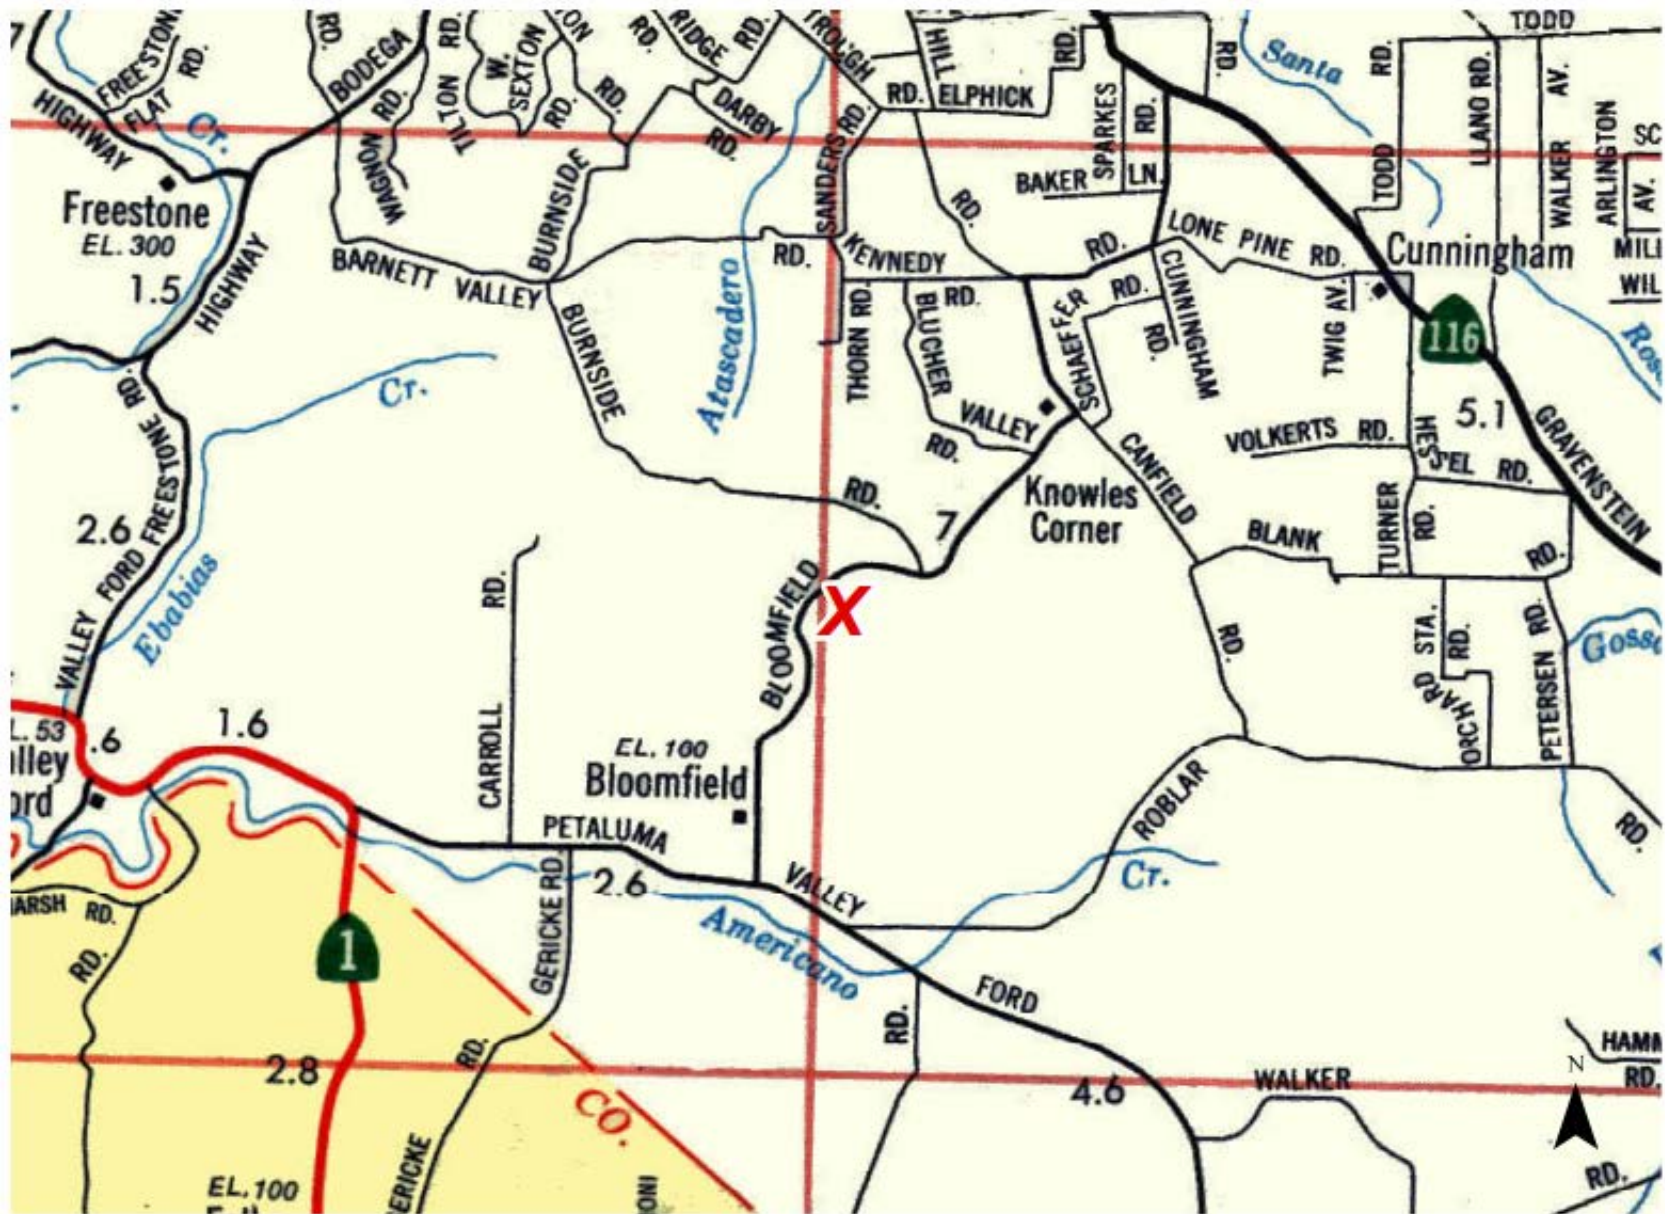 TODD
FREESTONE
FLAT
RD.
RD.
BODEGA
RD.
TILTON
RD.
W.
SEXTON
RD.
RD.
RD.
RIDGE
RD.
TROUGH
RD.
HILL
ELPHICK
RD.
SPARKES
RD.
RD.
Santa
RD.
TODD
LLANO RD.
WALKER AV.
ARLINGTON
AV.
HIGHWAY
Cr.
WAGNON
DARBY
RD.
SANDERS RD.
BAKER
LN.
Freestone
EL. 300
1.5
HIGHWAY
BARNETT VALLEY
BURNSIDE
RD.
KENNEDY
RD.
RD.
RD.
LONE PINE RD.
Cunningham
Atascadero
THORN RD.
BLUCHER
SCHAEFFER
RD.
CUNNINGHAM
RD.
TWIG AV.
116
5.1
BURNSIDE
RD.
Cr.
VALLEY
RD.
VOLKERTS RD.
GRAVENSTEIN
RD.
Knowles
Corner
CANFIELD
RD.
7
BLANK
RD.
TURNER
RD.
VALLEY FORD FREESTONE RD.
2.6
Ebabias
CARROLL
RD.
BLOOMFIELD
X
ORCHARD STA.
RD.
PETERSEN RD.
.6
1.6
EL. 100
Bloomfield
ROBLAR
RD.
PETALUMA
VALLEY
FORD
2.6
Cr.
Americano
GERICKE RD.
RD.
RD.
RD.
1
2.8
CO.
4.6
WALKER
N
RD.
RD.
EL. 100